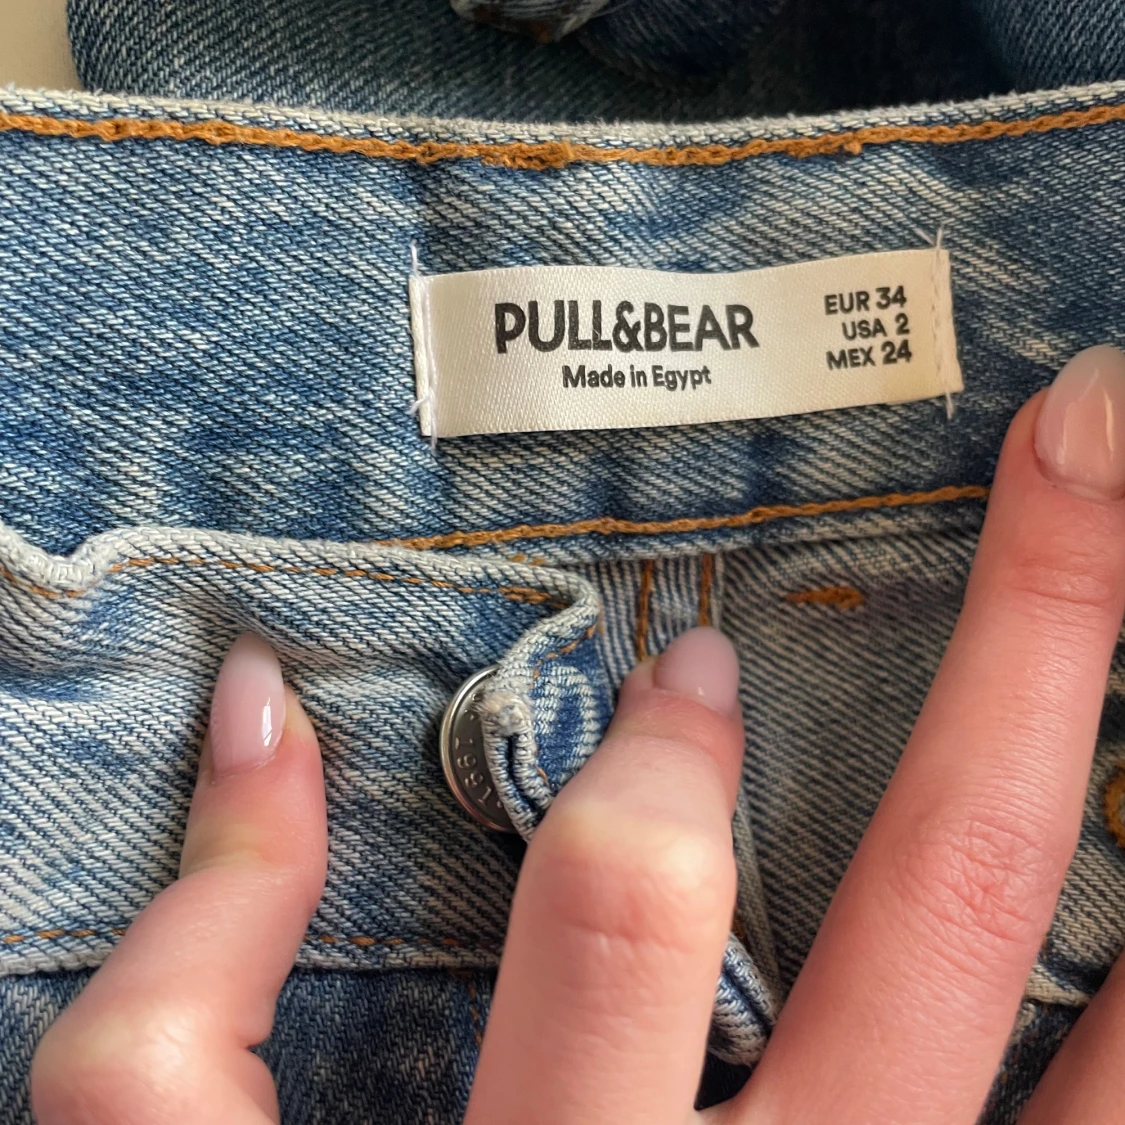 PULL&BEAR
Made in Egypt
EUR 34
USA 2
MEX 24